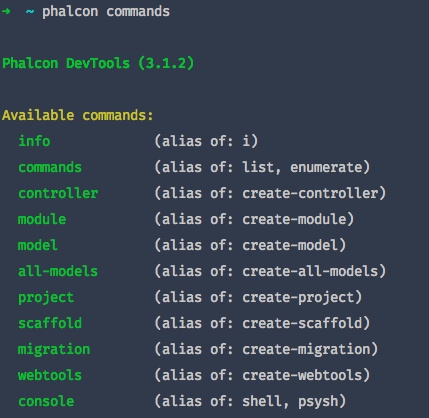 ➜ ~ phalcon commands
Phalcon DevTools (3.1.2)
Available commands:
info (alias of: i)
commands (alias of: list, enumerate)
controller (alias of: create-controller)
module (alias of: create-module)
model (alias of: create-model)
all-models (alias of: create-all-models)
project (alias of: create-project)
scaffold (alias of: create-scaffold)
migration (alias of: create-migration)
webtools (alias of: create-webtools)
console (alias of: shell, psysh)